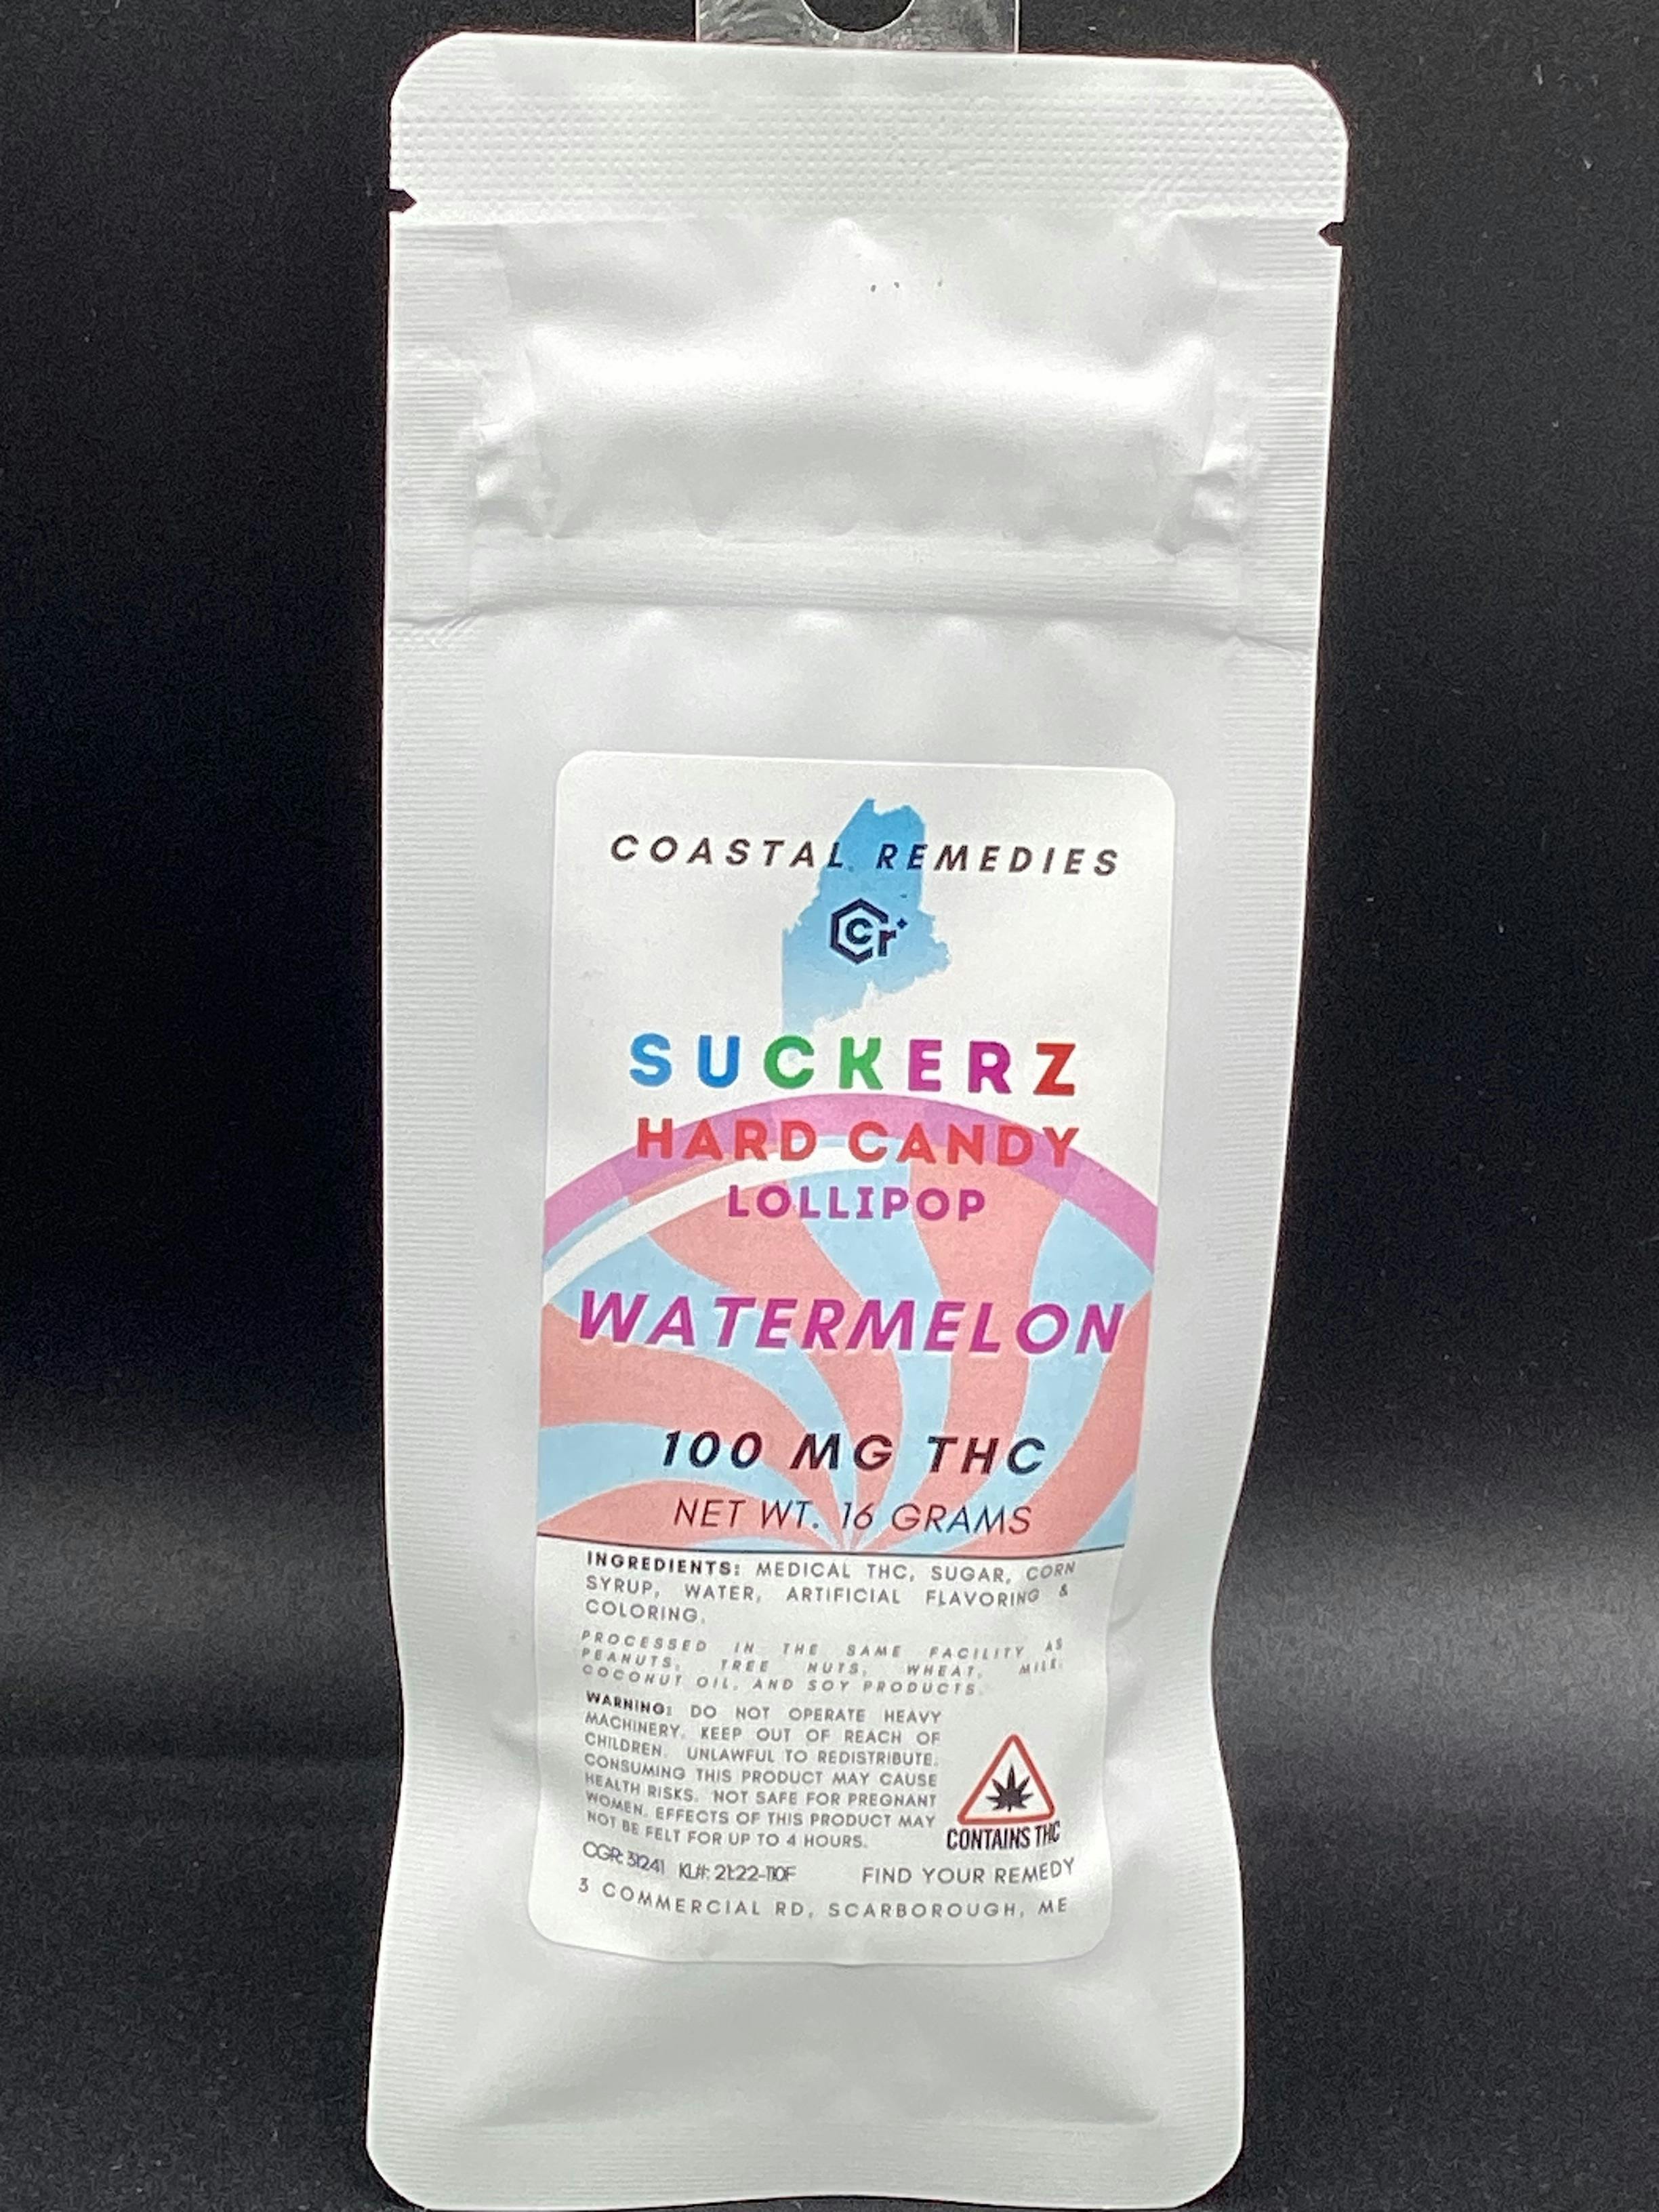 COASTAL REMEDIES
Cr+
SUCKERZ
HARD CANDY
LOLLIPOP
WATERMELON
100 MG THC
NET WT. 16 GRAMS
INGREDIENTS: MEDICAL THC, SUGAR, CORN
SYRUP, WATER, ARTIFICIAL FLAVORING &
COLORING.
PROCESSED IN THE SAME FACILITY AS
PEANUTS, TREE NUTS, WHEAT, MILK,
COCONUT OIL, AND SOY PRODUCTS.
WARNING: DO NOT OPERATE HEAVY
MACHINERY. KEEP OUT OF REACH OF
CHILDREN. UNLAWFUL TO REDISTRIBUTE.
CONSUMING THIS PRODUCT MAY CAUSE
HEALTH RISKS. NOT SAFE FOR PREGNANT
WOMEN. EFFECTS OF THIS PRODUCT MAY
NOT BE FELT FOR UP TO 4 HOURS.
CONTAINS THC
CGR: 31241 KL#: FIND YOUR REMEDY
3 COMMERCIAL RD, SCARBOROUGH, ME